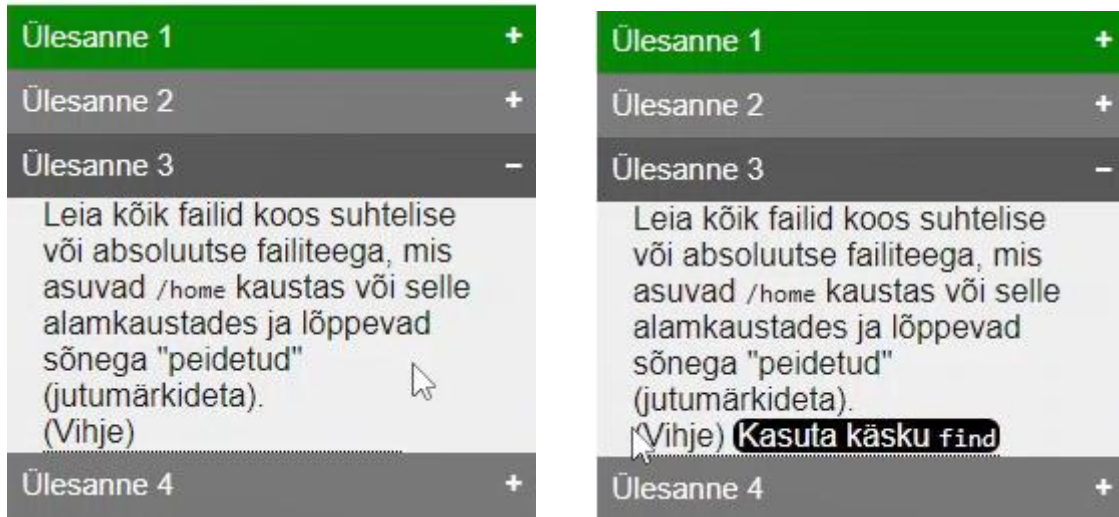 Ülesanne 1 +
Ülesanne 2 +
Ülesanne 3 −
Leia kõik failid koos suhtelise
või absoluutse failiteega, mis
asuvad /home kaustas või selle
alamkaustades ja lõppevad
sõnega "peidetud"
(jutumärkideta).
(Vihje)
Ülesanne 4 +
Ülesanne 1 +
Ülesanne 2 +
Ülesanne 3 −
Leia kõik failid koos suhtelise
või absoluutse failiteega, mis
asuvad /home kaustas või selle
alamkaustades ja lõppevad
sõnega "peidetud"
(jutumärkideta).
(Vihje) Kasuta käsku find
Ülesanne 4 +